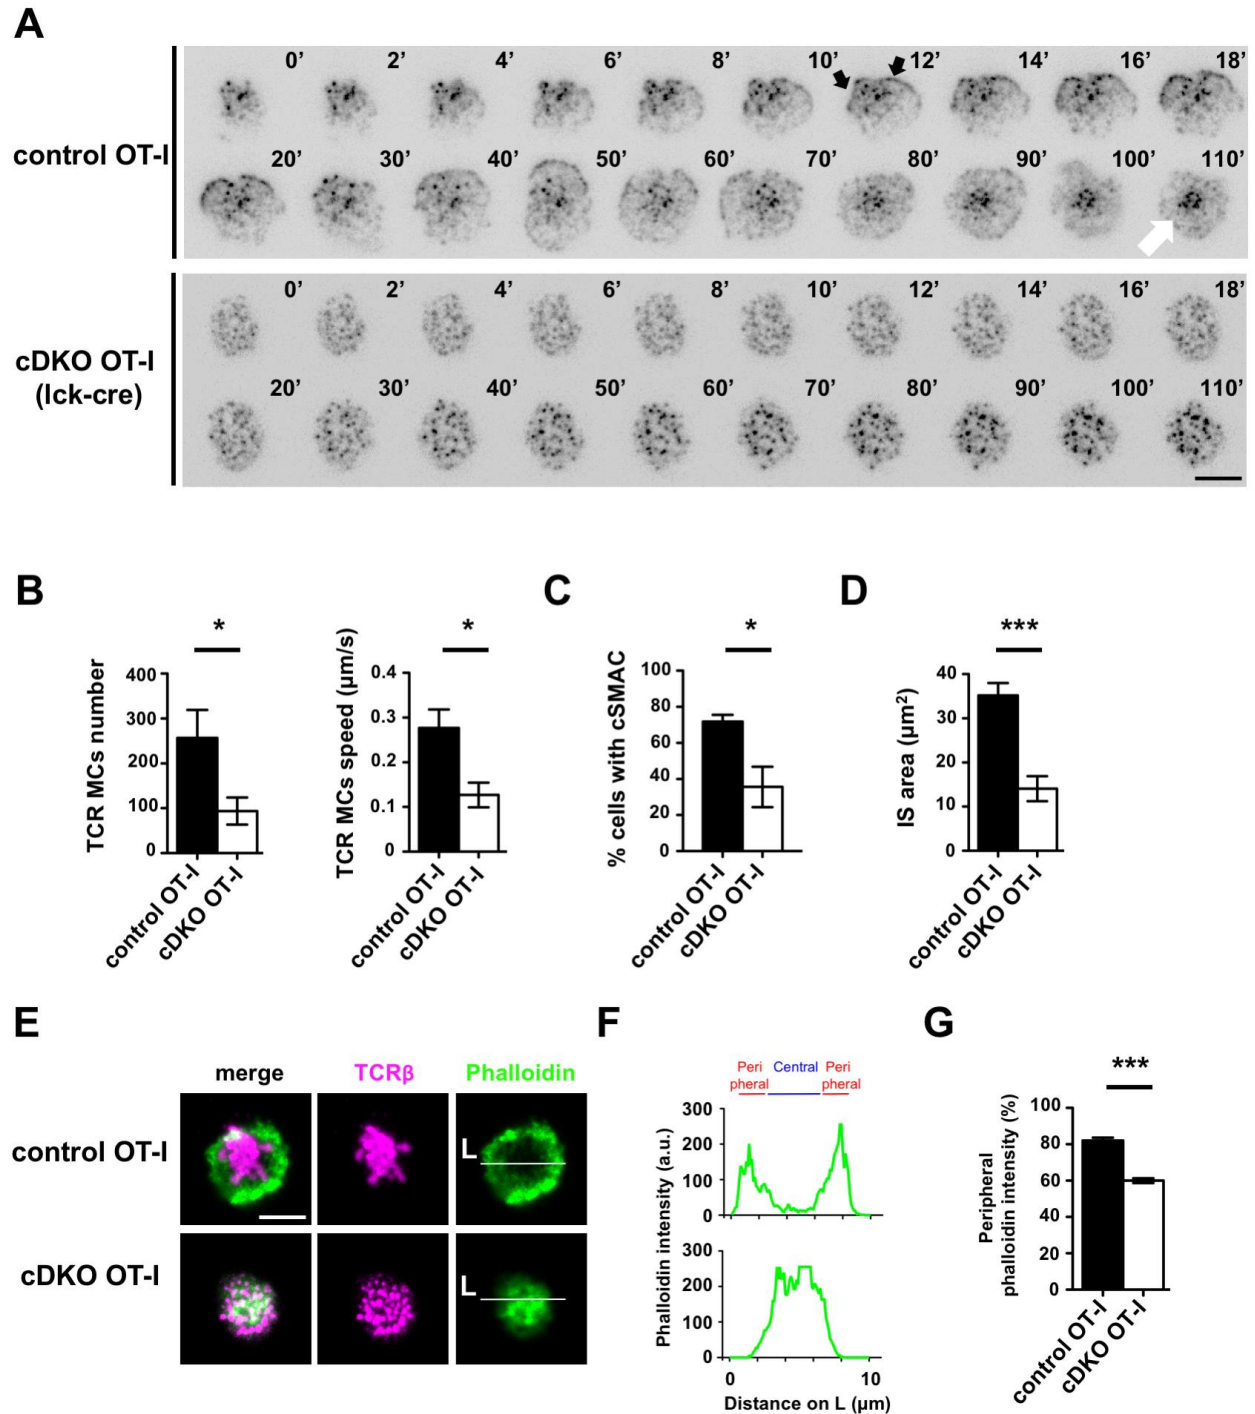 A
0’ 2’ 4’ 6’ 8’ 10’ 12’ 14’ 16’ 18’
control OT-I
20’ 30’ 40’ 50’ 60’ 70’ 80’ 90’ 100’ 110’
0’ 2’ 4’ 6’ 8’ 10’ 12’ 14’ 16’ 18’
cDKO OT-I
(lck-cre)
20’ 30’ 40’ 50’ 60’ 70’ 80’ 90’ 100’ 110’
B
*
TCR MCs number
400
300
200
100
0
control OT-I
cDKO OT-I
*
TCR MCs speed (μm/s)
0.4
0.3
0.2
0.1
0
control OT-I
cDKO OT-I
C
*
% cells with cSMAC
100
80
60
40
20
0
control OT-I
cDKO OT-I
D
***
IS area (μm²)
40
30
20
10
0
control OT-I
cDKO OT-I
E
merge TCRβ Phalloidin
control OT-I
L
cDKO OT-I
L
F
Peri Central Peri
pheral pheral
Phalloidin intensity (a.u.)
300
200
100
0
300
200
100
0
0 10
Distance on L (μm)
G
***
Peripheral
phalloidin intensity (%)
100
80
60
40
20
0
control OT-I
cDKO OT-I